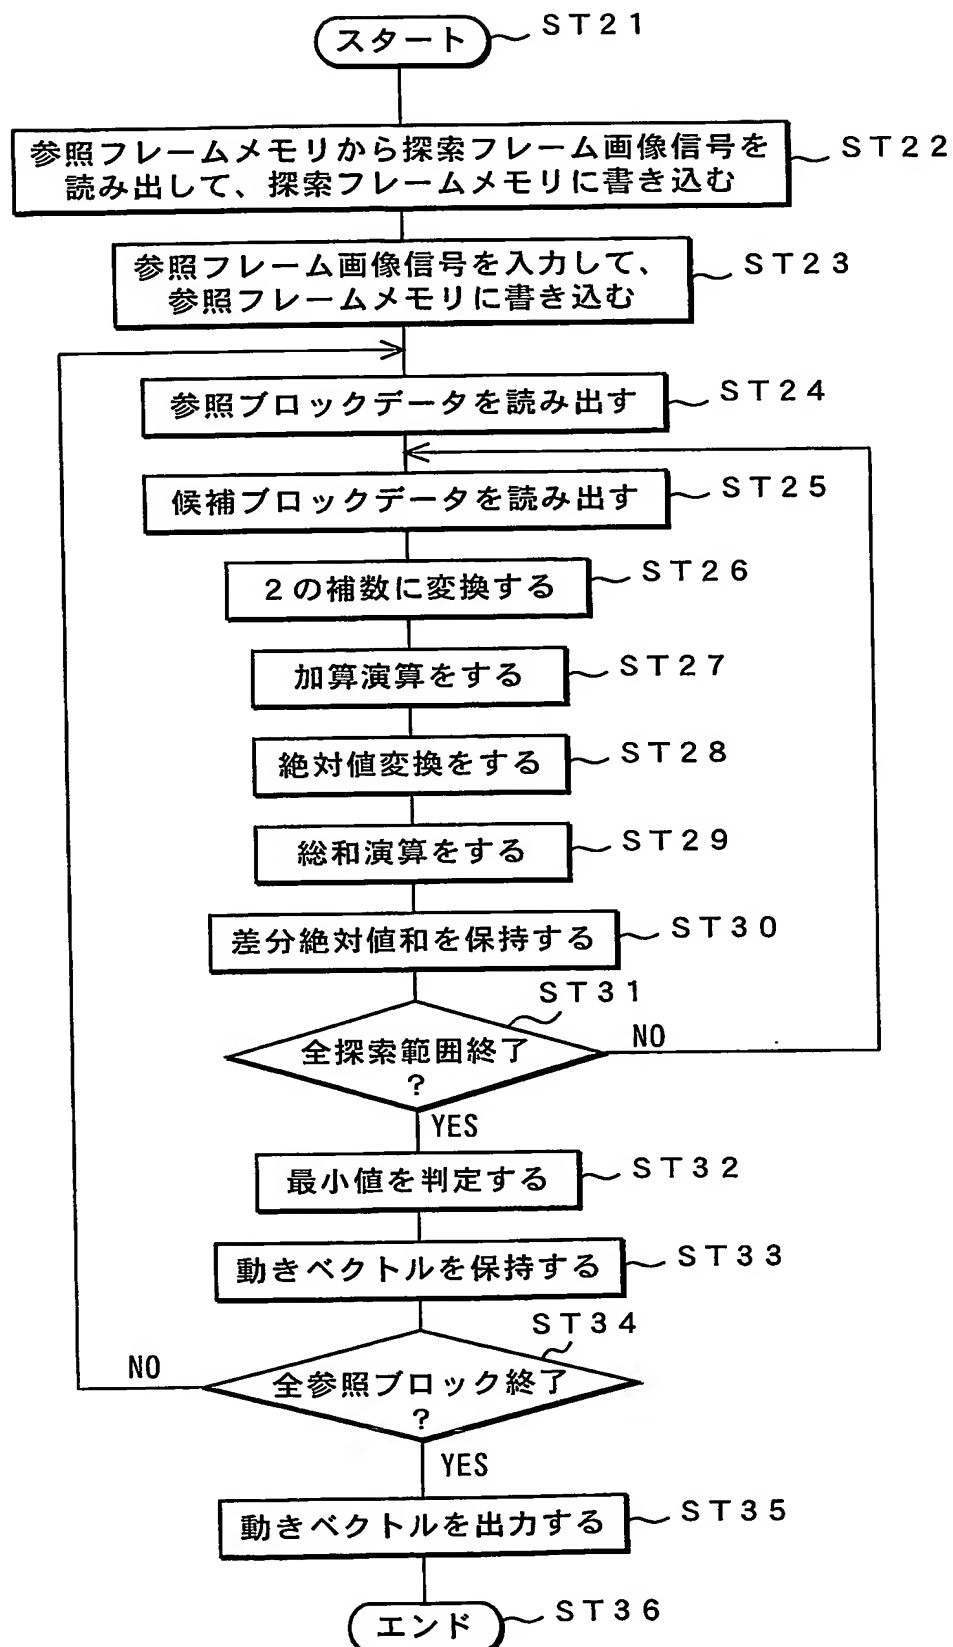 スタート
ST21
参照フレームメモリから探索フレーム画像信号を
読み出して、探索フレームメモリに書き込む
ST22
参照フレーム画像信号を入力して、
参照フレームメモリに書き込む
ST23
参照ブロックデータを読み出す
ST24
候補ブロックデータを読み出す
ST25
2の補数に変換する
ST26
加算演算をする
ST27
絶対値変換をする
ST28
総和演算をする
ST29
差分絶対値和を保持する
ST30
ST31
全探索範囲終了
?
NO
YES
最小値を判定する
ST32
動きベクトルを保持する
ST33
ST34
全参照ブロック終了
?
NO
YES
動きベクトルを出力する
ST35
エンド
ST36